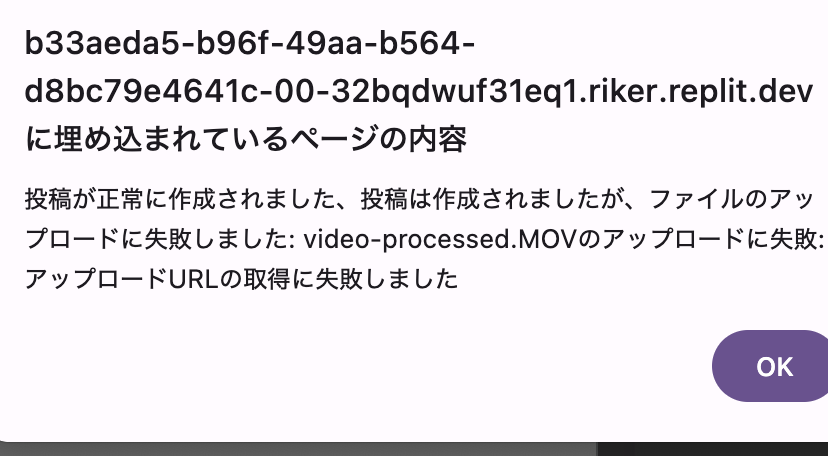 b33aeda5-b96f-49aa-b564-
d8bc79e4641c-00-32bqdwuf31eq1.riker.replit.dev
に埋め込まれているページの内容
投稿が正常に作成されました、投稿は作成されましたが、ファイルのアッ
プロードに失敗しました: video-processed.MOVのアップロードに失敗:
アップロードURLの取得に失敗しました
OK